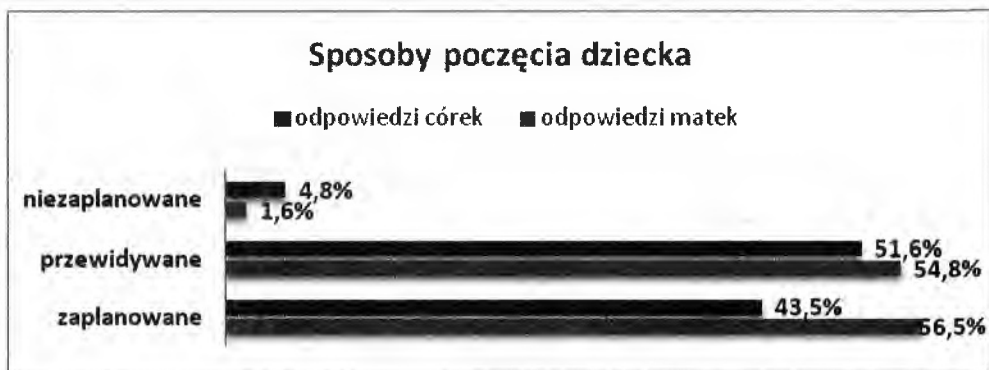 Sposoby poczęcia dziecka
odpowiedzi córek odpowiedzi matek
niezaplanowane 4,8%
1,6%
przewidywane 51,6%
54,8%
zaplanowane 43,5%
56,5%